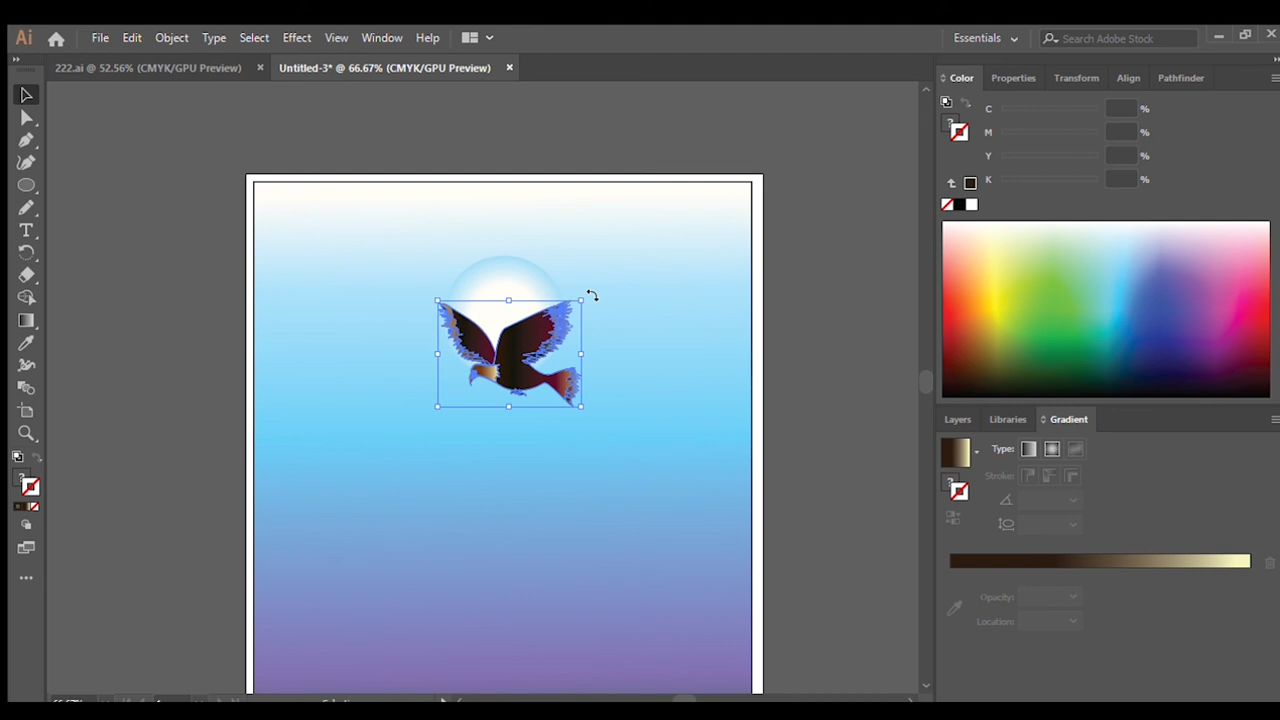 Ai File Edit Object Type Select Effect View Window Help Essentials Search Adobe Stock
222.ai @ 52.56% (CMYK/GPU Preview) Untitled-3* @ 66.67% (CMYK/GPU Preview)
Color Properties Transform Align Pathfinder
C %
M %
Y %
K %
Layers Libraries Gradient
Type:
Stroke:
Opacity:
Location: